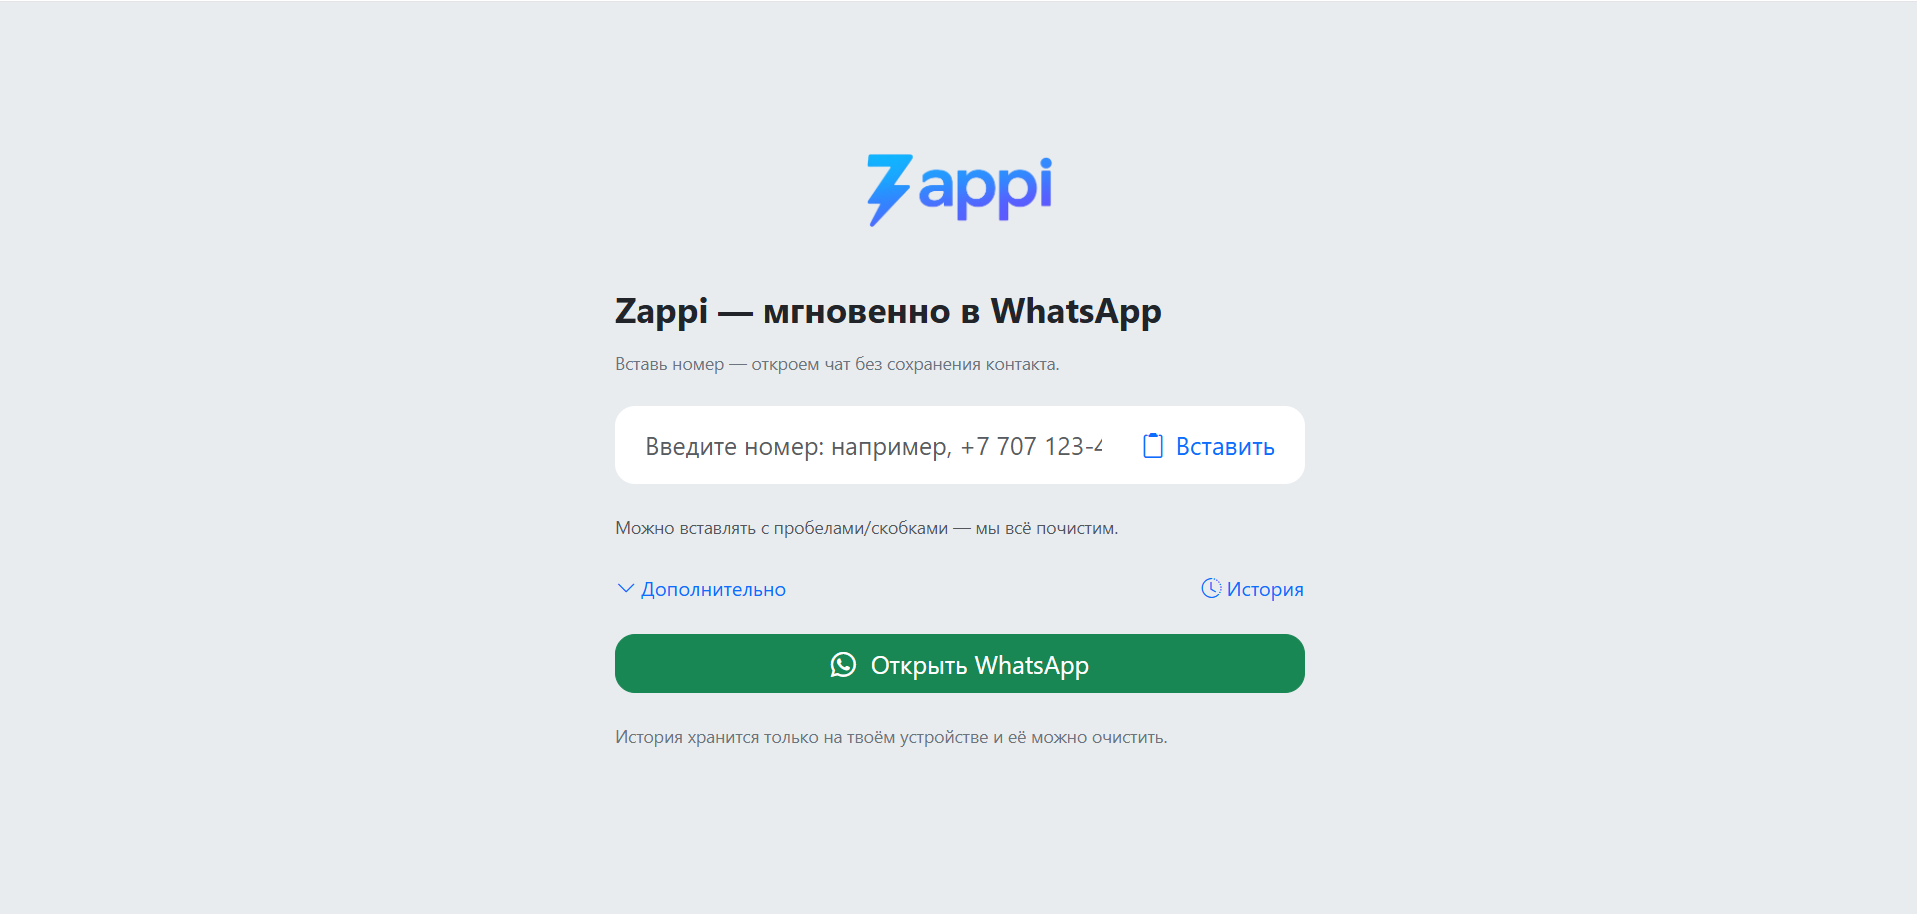 Zappi
Zappi — мгновенно в WhatsApp
Вставь номер — откроем чат без сохранения контакта.
Введите номер: например, +7 707 123-4
Вставить
Можно вставлять с пробелами/скобками — мы всё почистим.
Дополнительно
История
Открыть WhatsApp
История хранится только на твоём устройстве и её можно очистить.